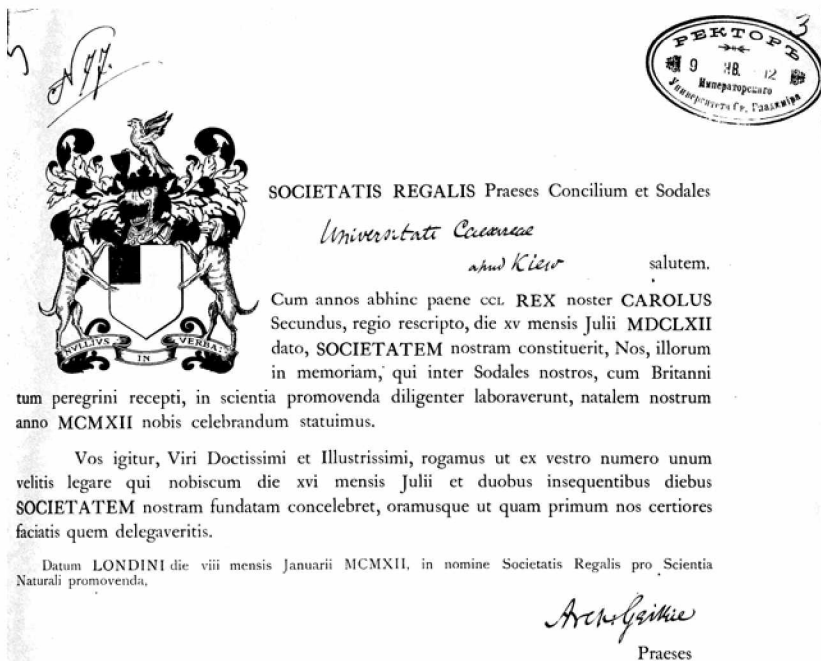 3
N 77.
РЕКТОРЪ
9 ЯНВ. 12
Императорскаго
Университета Св. Владиміра
SOCIETATIS REGALIS Praeses Concilium et Sodales
Universitati Caesareae
apud Kiew salutem.
Cum annos abhinc paene CCL REX noster CAROLUS
Secundus, regio rescripto, die xv mensis Julii MDCLXII
dato, SOCIETATEM nostram constituerit, Nos, illorum
in memoriam, qui inter Sodales nostros, cum Britanni
tum peregrini recepti, in scientia promovenda diligenter laboraverunt, natalem nostrum
anno MCMXII nobis celebrandum statuimus.
NULLIUS IN VERBA:
Vos igitur, Viri Doctissimi et Illustrissimi, rogamus ut ex vestro numero unum
velitis legare qui nobiscum die xvi mensis Julii et duobus insequentibus diebus
SOCIETATEM nostram fundatam concelebret, oramusque ut quam primum nos certiores
faciatis quem delegaveritis.
Datum LONDINI die viii mensis Januarii MCMXII, in nomine Societatis Regalis pro Scientia
Naturali promovenda,
Arch. Geikie
Praeses